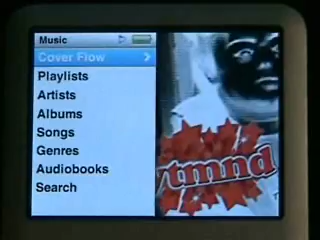 Music
Cover Flow
Playlists
Artists
Albums
Songs
Genres
Audiobooks
Search
ytmnd